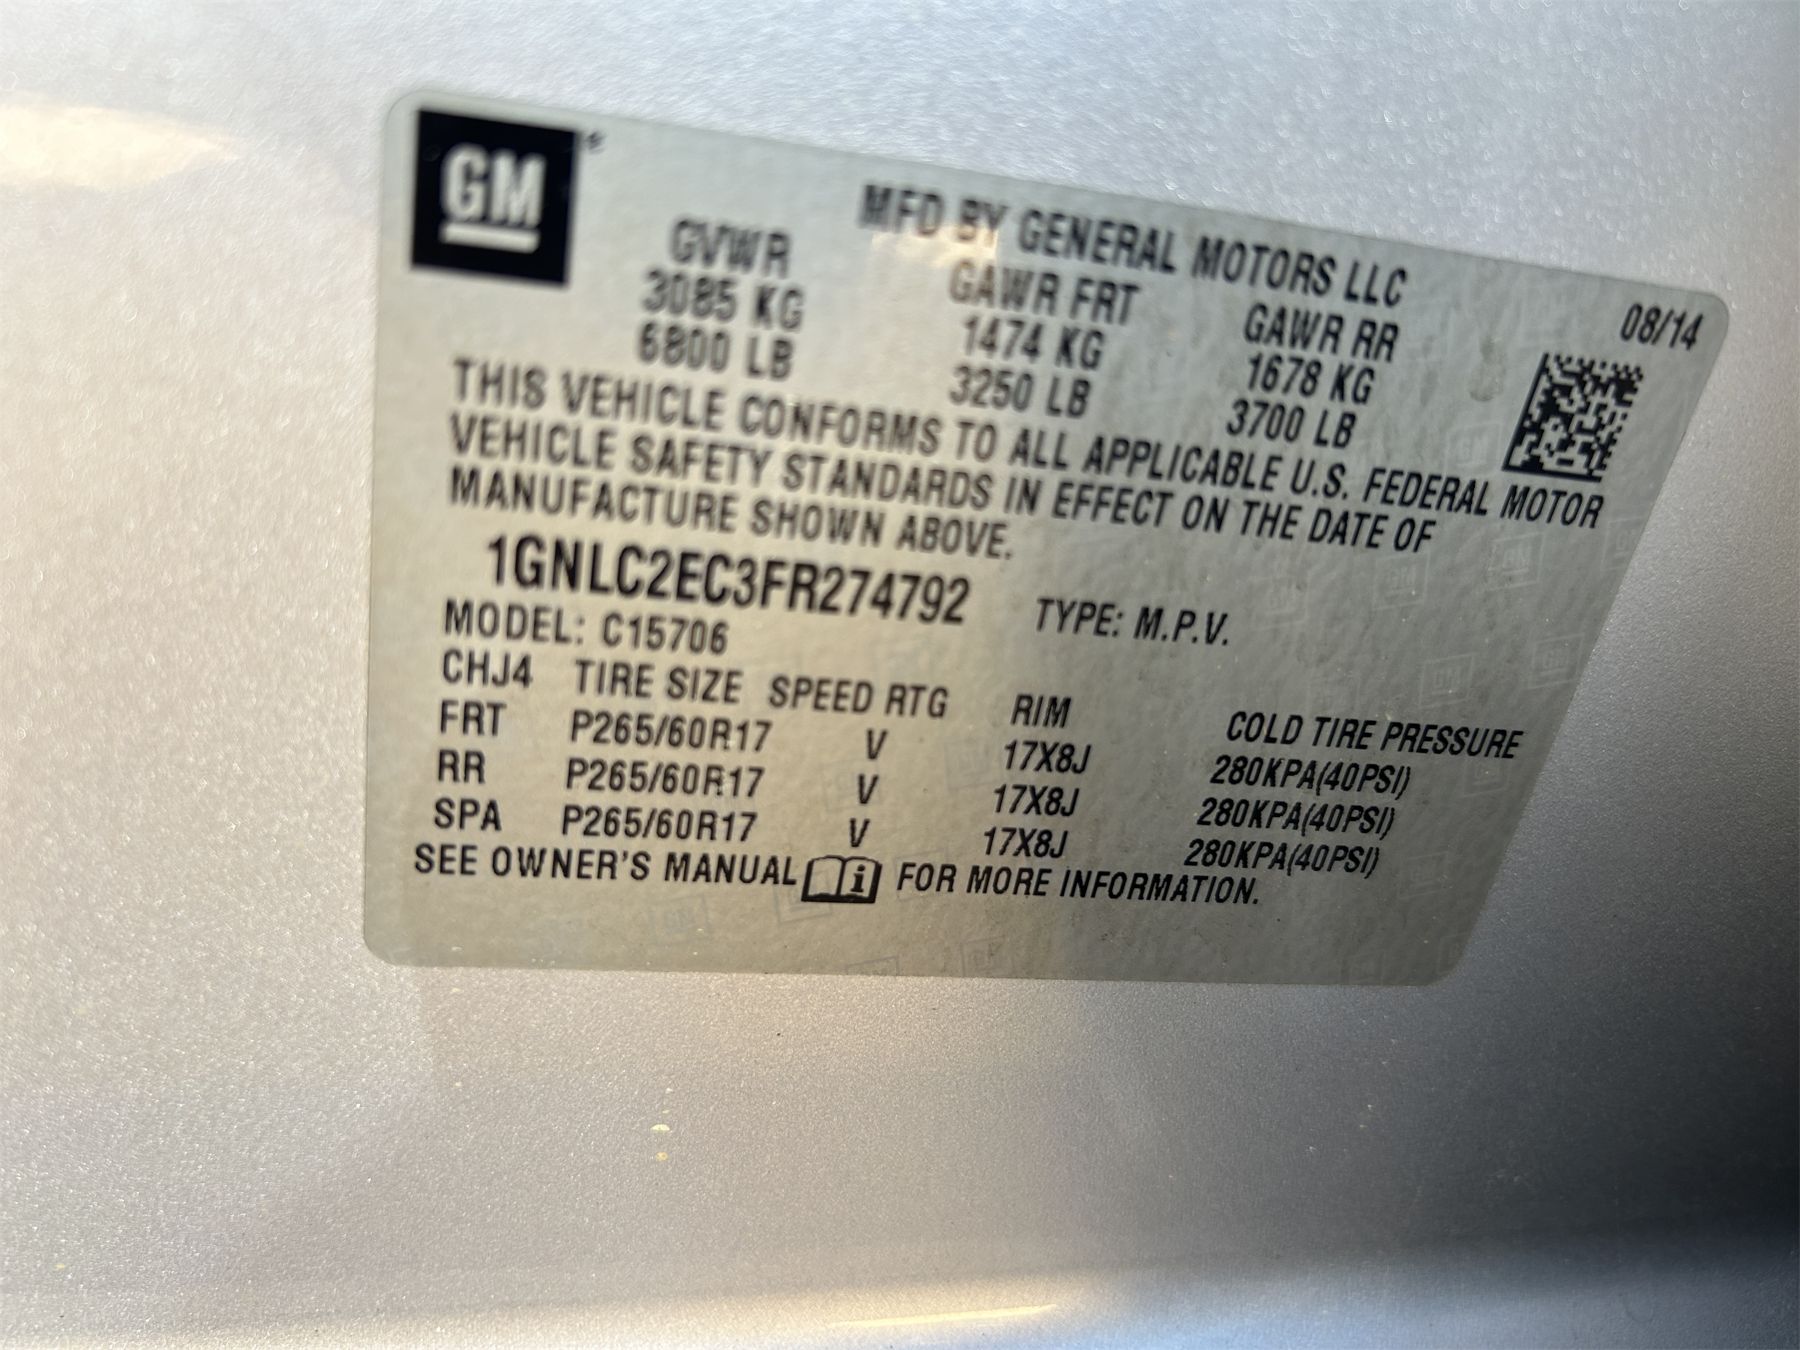 GM®
MFD BY GENERAL MOTORS LLC
08/14
GVWR GAWR FRT GAWR RR
3085 KG 1474 KG 1678 KG
6800 LB 3250 LB 3700 LB
THIS VEHICLE CONFORMS TO ALL APPLICABLE U.S. FEDERAL MOTOR
VEHICLE SAFETY STANDARDS IN EFFECT ON THE DATE OF
MANUFACTURE SHOWN ABOVE.
1GNLC2EC3FR274792 TYPE: M.P.V.
MODEL: C15706
CHJ4 TIRE SIZE SPEED RTG RIM COLD TIRE PRESSURE
FRT P265/60R17 V 17X8J 280KPA(40PSI)
RR P265/60R17 V 17X8J 280KPA(40PSI)
SPA P265/60R17 V 17X8J 280KPA(40PSI)
SEE OWNER'S MANUAL i FOR MORE INFORMATION.